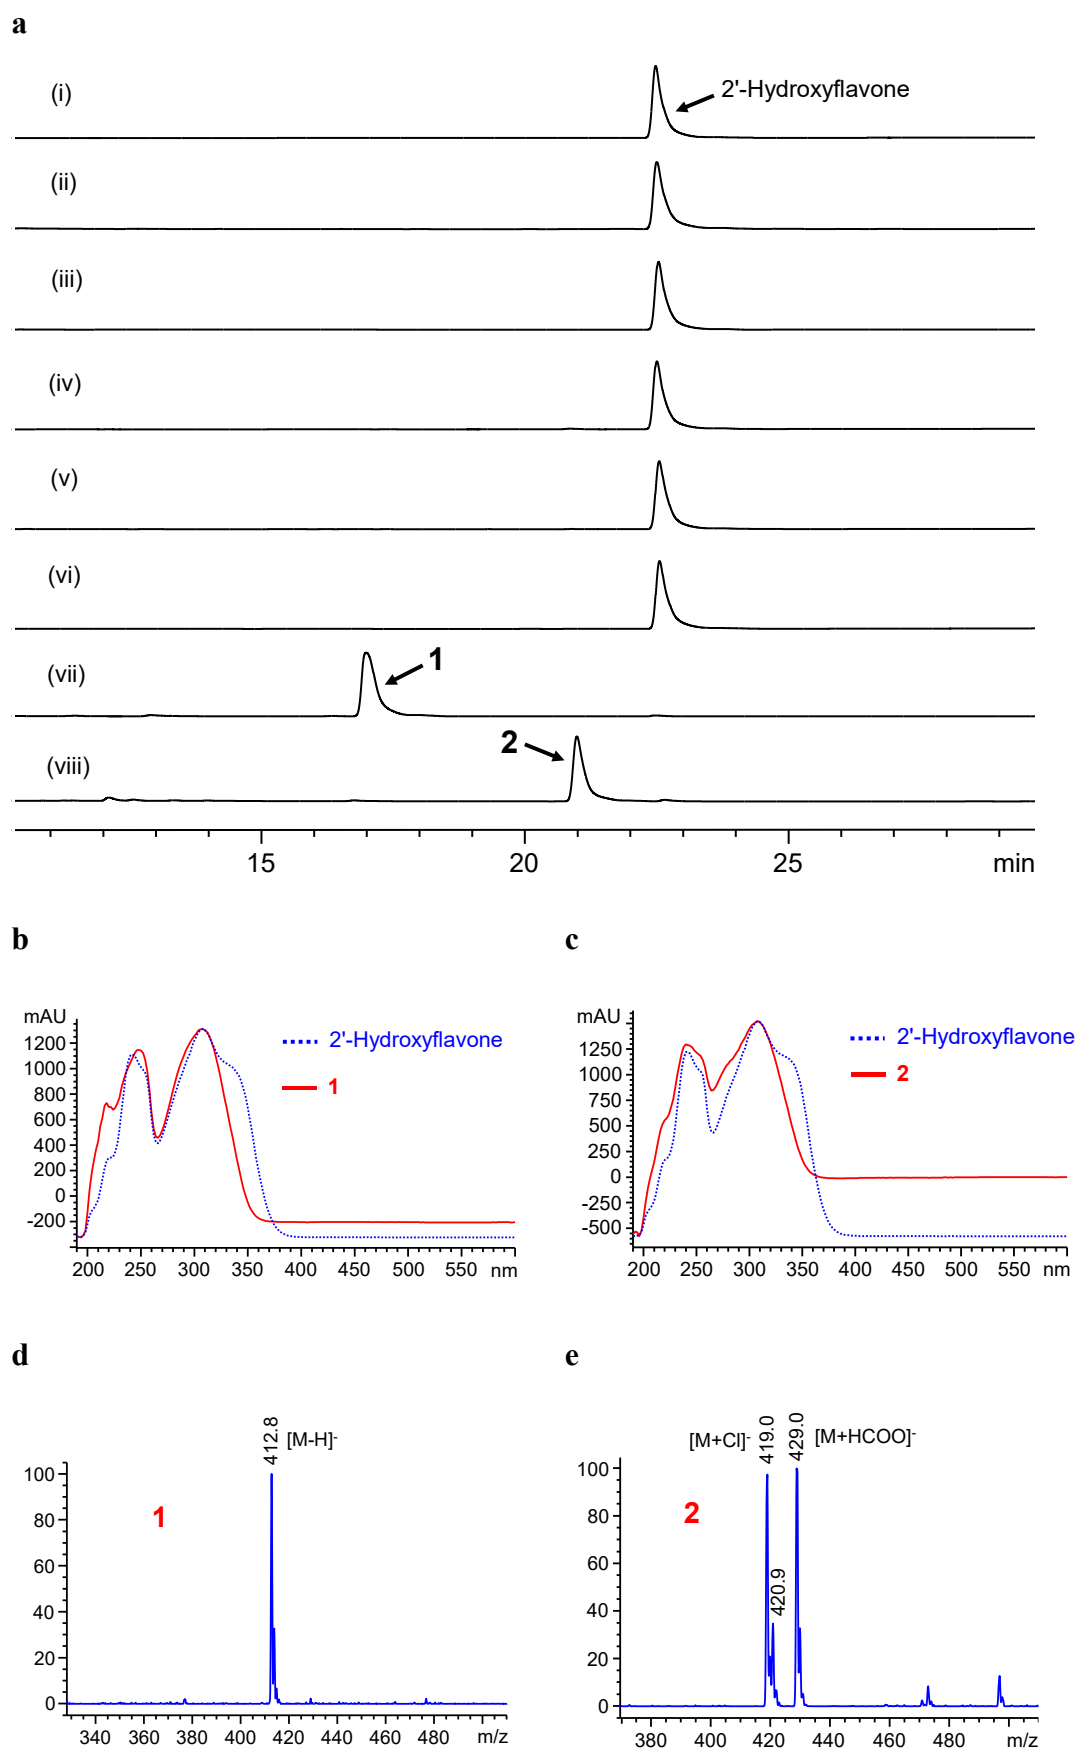 a
(i)
2'-Hydroxyflavone
(ii)
(iii)
(iv)
(v)
(vi)
(vii)
1
(viii)
2
15 20 25 min
b
mAU
1200
1000
800
600
400
200
0
-200
2'-Hydroxyflavone
1
200 250 300 350 400 450 500 550 nm
c
mAU
1250
1000
750
500
250
0
-250
-500
2'-Hydroxyflavone
2
200 250 300 350 400 450 500 550 nm
d
412.8
[M-H]-
100
80
60
40
20
0
1
340 360 380 400 420 440 460 480 m/z
e
[M+Cl]-
419.0
429.0
[M+HCOO]-
420.9
100
80
60
40
20
0
2
380 400 420 440 460 480 m/z